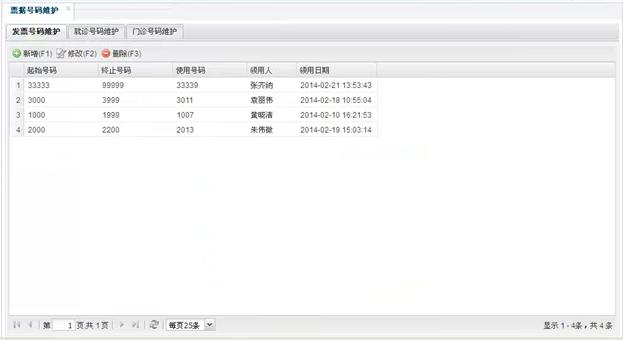 票据号码维护
发票号码维护 就诊号码维护 门诊号码维护
新增(F1) 修改(F2) 删除(F3)
起始号码 终止号码 使用号码 领用人 领用日期
1 33333 99999 33339 张齐纳 2014-02-21 13:53:43
2 3000 3999 3011 袁丽伟 2014-02-18 10:55:04
3 1000 1999 1007 黄晓清 2014-02-10 16:21:53
4 2000 2200 2013 朱伟微 2014-02-19 15:03:14
第 1 页,共 1 页 每页25条 显示 1 - 4条，共 4 条